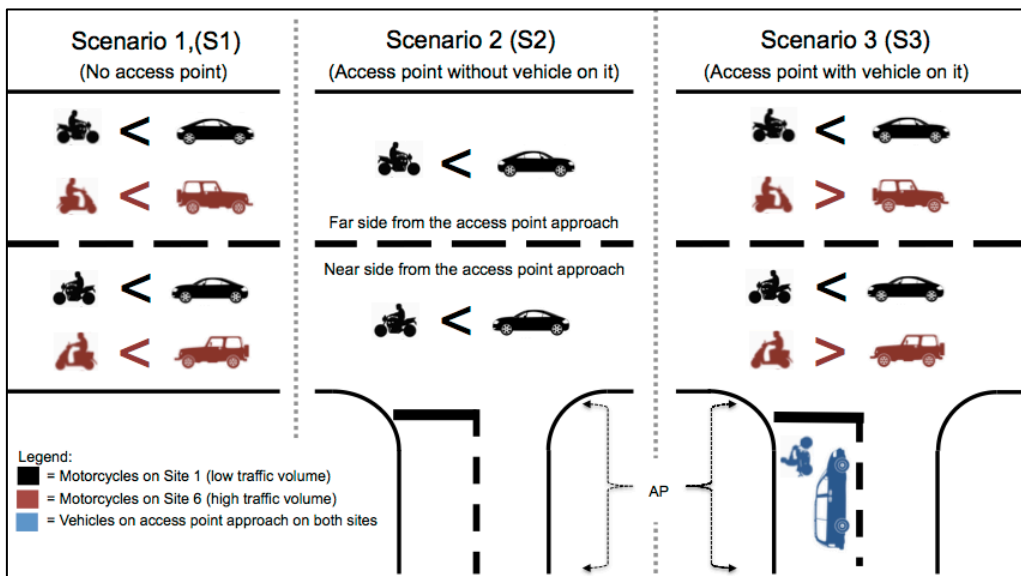 Scenario 1,(S1)
(No access point)
Scenario 2 (S2)
(Access point without vehicle on it)
Scenario 3 (S3)
(Access point with vehicle on it)
<
<
<
<
<
Far side from the access point approach
Near side from the access point approach
<
<
>
<
>
Legend:
= Motorcycles on Site 1 (low traffic volume)
= Motorcycles on Site 6 (high traffic volume)
= Vehicles on access point approach on both sites
AP